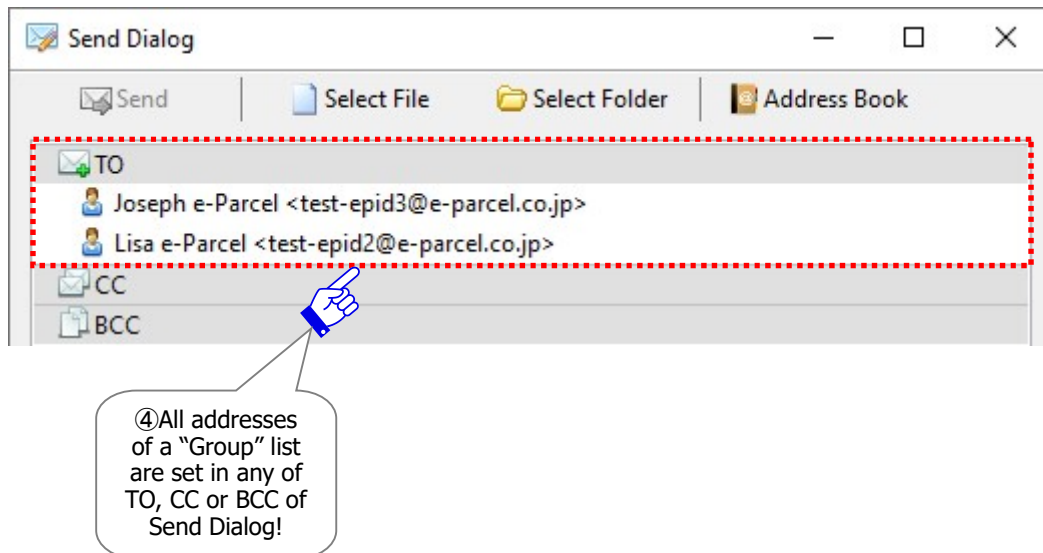 Send Dialog
Send Select File Select Folder Address Book
TO
Joseph e-Parcel <test-epid3@e-parcel.co.jp>
Lisa e-Parcel <test-epid2@e-parcel.co.jp>
CC
BCC
④All addresses
of a “Group” list
are set in any of
TO, CC or BCC of
Send Dialog!